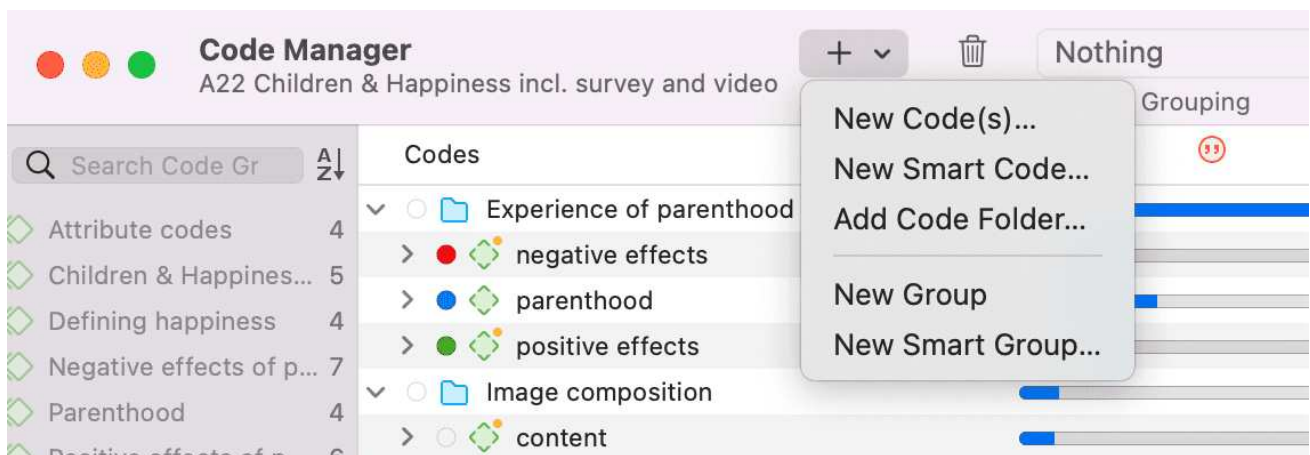 Code Manager
A22 Children & Happiness incl. survey and video
Nothing
Grouping
New Code(s)...
New Smart Code...
Add Code Folder...
New Group
New Smart Group...
Search Code Gr
Attribute codes 4
Children & Happines... 5
Defining happiness 4
Negative effects of p... 7
Parenthood 4
Codes
Experience of parenthood
negative effects
parenthood
positive effects
Image composition
content